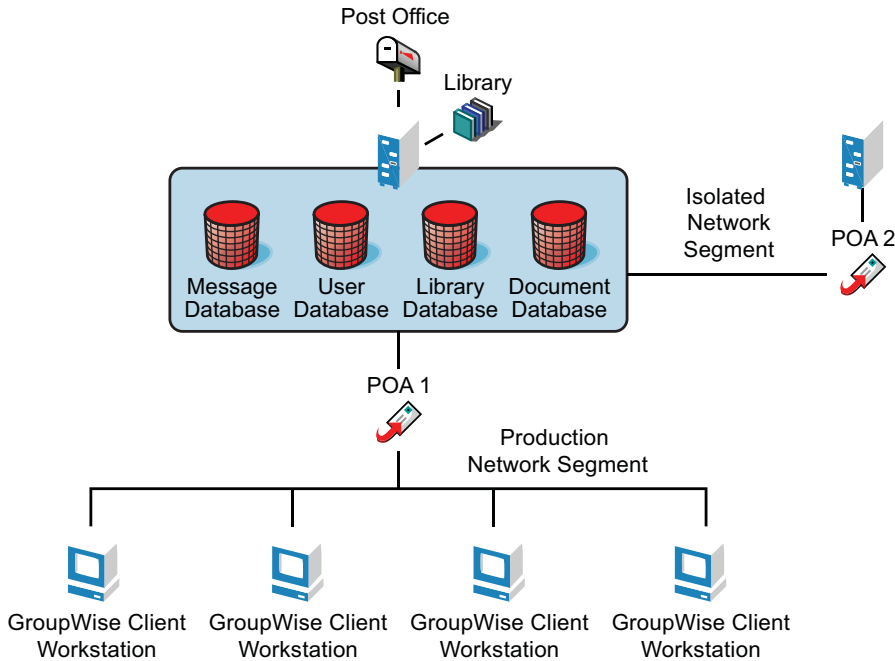 Post Office
Library
Isolated
Network
Segment
POA 2
Message
Database
User
Database
Library
Database
Document
Database
POA 1
Production
Network Segment
GroupWise Client
Workstation
GroupWise Client
Workstation
GroupWise Client
Workstation
GroupWise Client
Workstation